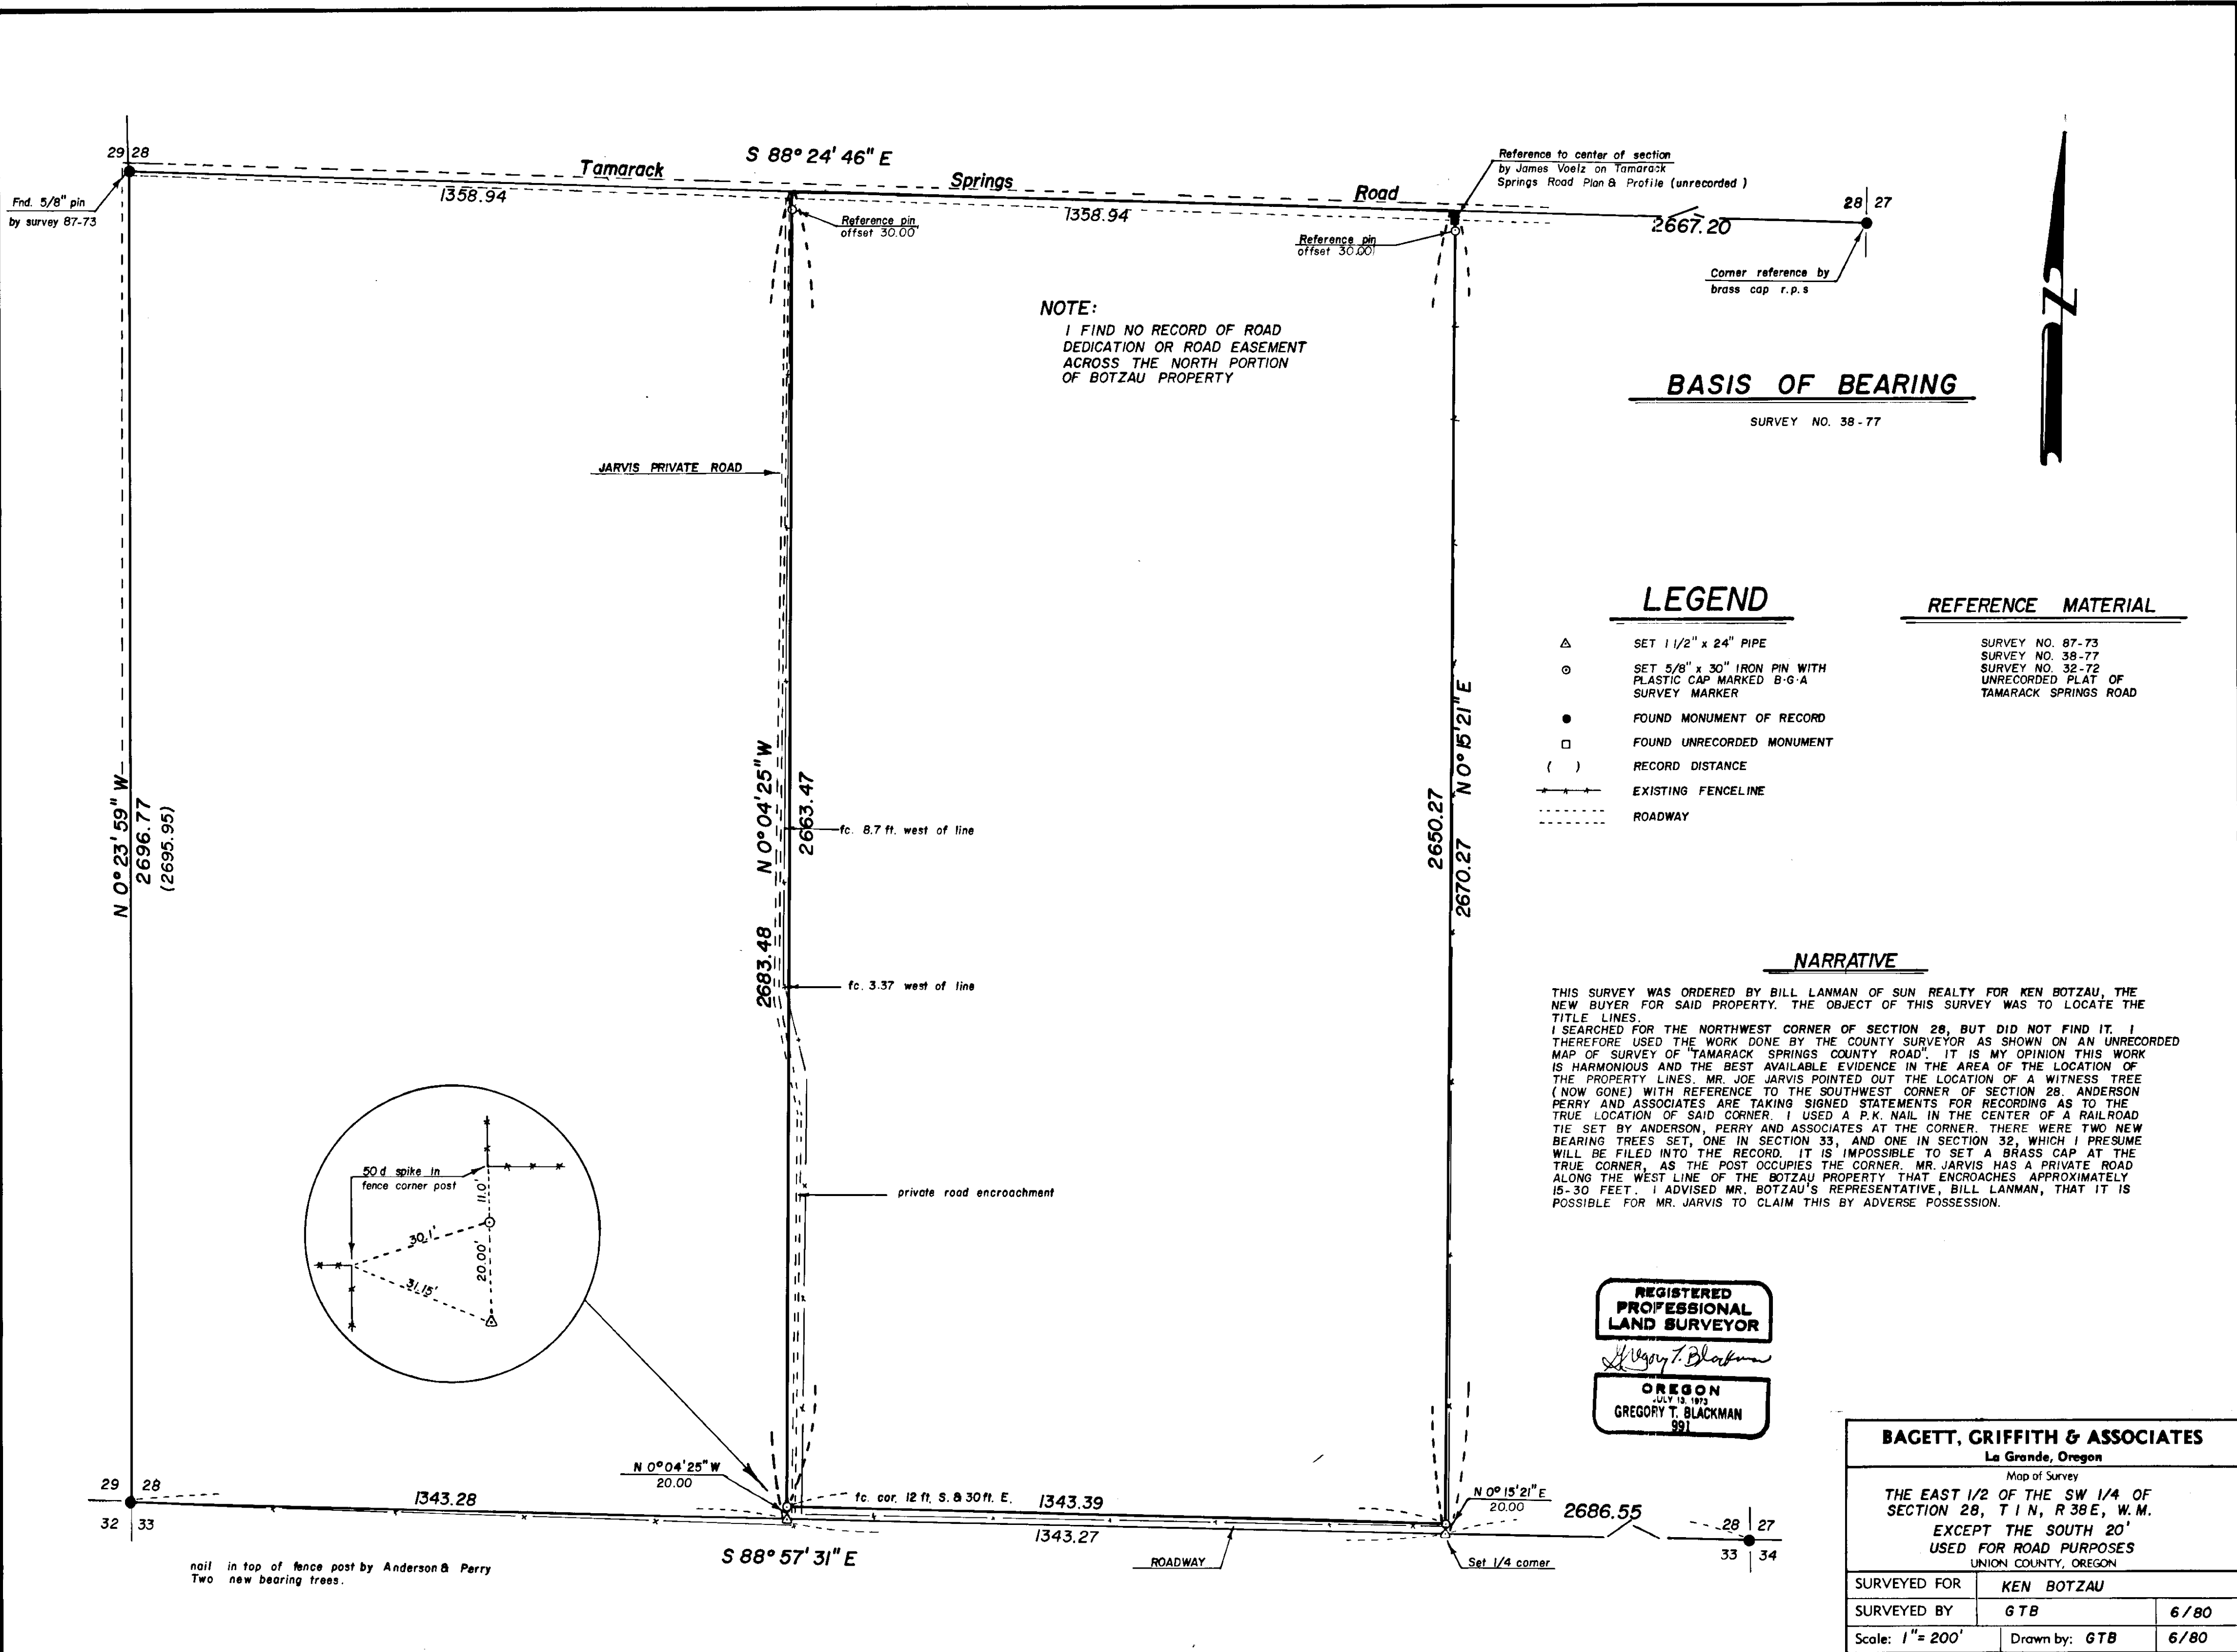 29 28
Tamarack
S 88° 24' 46" E
Springs
Road
1358.94
1358.94
2667.20
28 27
Fnd. 5/8" pin
by survey 87-73
Reference pin
offset 30.00'
Reference pin
offset 30.00'
Reference to center of section
by James Voelz on Tamarack
Springs Road Plan & Profile (unrecorded)
Corner reference by
brass cap r.p.s
NOTE:
I FIND NO RECORD OF ROAD
DEDICATION OR ROAD EASEMENT
ACROSS THE NORTH PORTION
OF BOTZAU PROPERTY
N
BASIS OF BEARING
SURVEY NO. 38-77
JARVIS PRIVATE ROAD
LEGEND
SET 1 1/2" x 24" PIPE
SET 5/8" x 30" IRON PIN WITH
PLASTIC CAP MARKED B·G·A
SURVEY MARKER
FOUND MONUMENT OF RECORD
FOUND UNRECORDED MONUMENT
( ) RECORD DISTANCE
EXISTING FENCELINE
ROADWAY
REFERENCE MATERIAL
SURVEY NO. 87-73
SURVEY NO. 38-77
SURVEY NO. 32-72
UNRECORDED PLAT OF
TAMARACK SPRINGS ROAD
N 0° 23' 59" W
2696.77
(2695.95)
N 0° 04' 25" W
2683.48
2663.47
fc. 8.7 ft. west of line
fc. 3.37 west of line
private road encroachment
2650.27
N 0° 15' 21" E
2670.27
NARRATIVE
THIS SURVEY WAS ORDERED BY BILL LANMAN OF SUN REALTY FOR KEN BOTZAU, THE
NEW BUYER FOR SAID PROPERTY. THE OBJECT OF THIS SURVEY WAS TO LOCATE THE
TITLE LINES.
I SEARCHED FOR THE NORTHWEST CORNER OF SECTION 28, BUT DID NOT FIND IT. I
THEREFORE USED THE WORK DONE BY THE COUNTY SURVEYOR AS SHOWN ON AN UNRECORDED
MAP OF SURVEY OF "TAMARACK SPRINGS COUNTY ROAD". IT IS MY OPINION THIS WORK
IS HARMONIOUS AND THE BEST AVAILABLE EVIDENCE IN THE AREA OF THE LOCATION OF
THE PROPERTY LINES. MR. JOE JARVIS POINTED OUT THE LOCATION OF A WITNESS TREE
(NOW GONE) WITH REFERENCE TO THE SOUTHWEST CORNER OF SECTION 28. ANDERSON
PERRY AND ASSOCIATES ARE TAKING SIGNED STATEMENTS FOR RECORDING AS TO THE
TRUE LOCATION OF SAID CORNER. I USED A P.K. NAIL IN THE CENTER OF A RAILROAD
TIE SET BY ANDERSON, PERRY AND ASSOCIATES AT THE CORNER. THERE WERE TWO NEW
BEARING TREES SET, ONE IN SECTION 33, AND ONE IN SECTION 32, WHICH I PRESUME
WILL BE FILED INTO THE RECORD. IT IS IMPOSSIBLE TO SET A BRASS CAP AT THE
TRUE CORNER, AS THE POST OCCUPIES THE CORNER. MR. JARVIS HAS A PRIVATE ROAD
ALONG THE WEST LINE OF THE BOTZAU PROPERTY THAT ENCROACHES APPROXIMATELY
15-30 FEET. I ADVISED MR. BOTZAU'S REPRESENTATIVE, BILL LANMAN, THAT IT IS
POSSIBLE FOR MR. JARVIS TO CLAIM THIS BY ADVERSE POSSESSION.
50 d spike in
fence corner post
11.0'
30.1'
20.00'
31.15'
REGISTERED
PROFESSIONAL
LAND SURVEYOR
Gregory T. Blackman
OREGON
JULY 13, 1973
GREGORY T. BLACKMAN
991
29 28
32 33
1343.28
N 0° 04' 25" W
20.00
fc. cor. 12 ft. S. & 30 ft. E.
1343.39
1343.27
S 88° 57' 31" E
ROADWAY
N 0° 15' 21" E
20.00
2686.55
Set 1/4 corner
28 27
33 34
nail in top of fence post by Anderson & Perry
Two new bearing trees.
BAGETT, GRIFFITH & ASSOCIATES
La Grande, Oregon
Map of Survey
THE EAST 1/2 OF THE SW 1/4 OF
SECTION 28, T 1 N, R 38 E, W.M.
EXCEPT THE SOUTH 20'
USED FOR ROAD PURPOSES
UNION COUNTY, OREGON
SURVEYED FOR KEN BOTZAU
SURVEYED BY GTB 6/80
Scale: 1"= 200' Drawn by: GTB 6/80